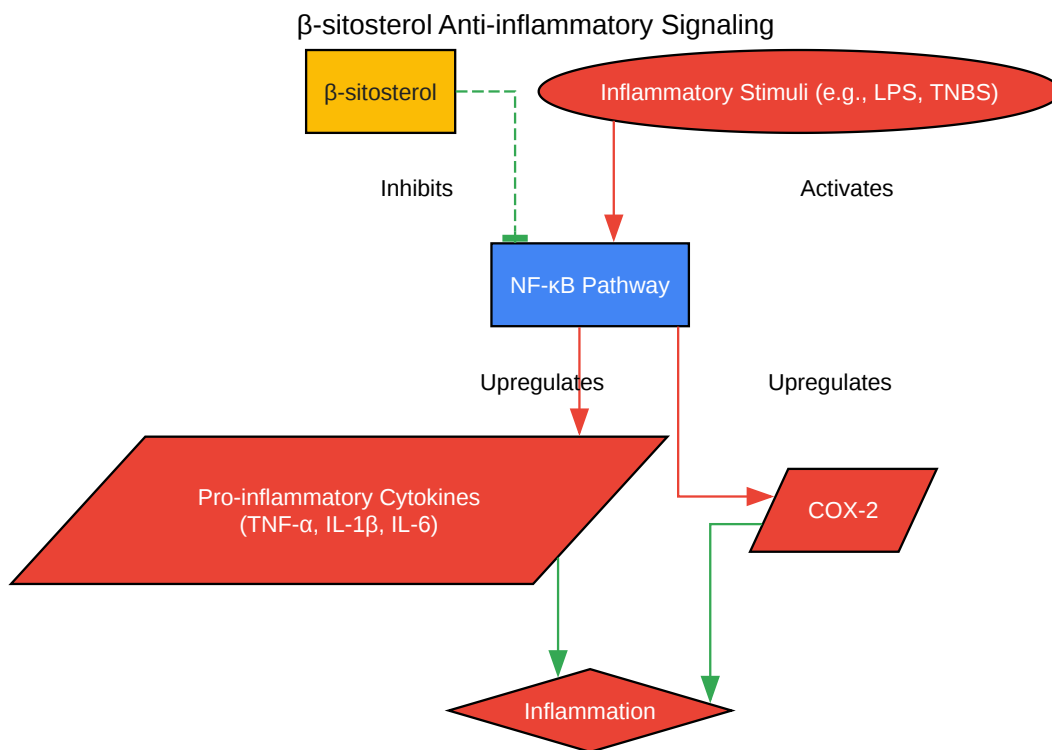 β-sitosterol Anti-inflammatory Signaling
β-sitosterol
Inflammatory Stimuli (e.g., LPS, TNBS)
Inhibits
Activates
NF-κB Pathway
Upregulates
Upregulates
Pro-inflammatory Cytokines
(TNF-α, IL-1β, IL-6)
COX-2
Inflammation